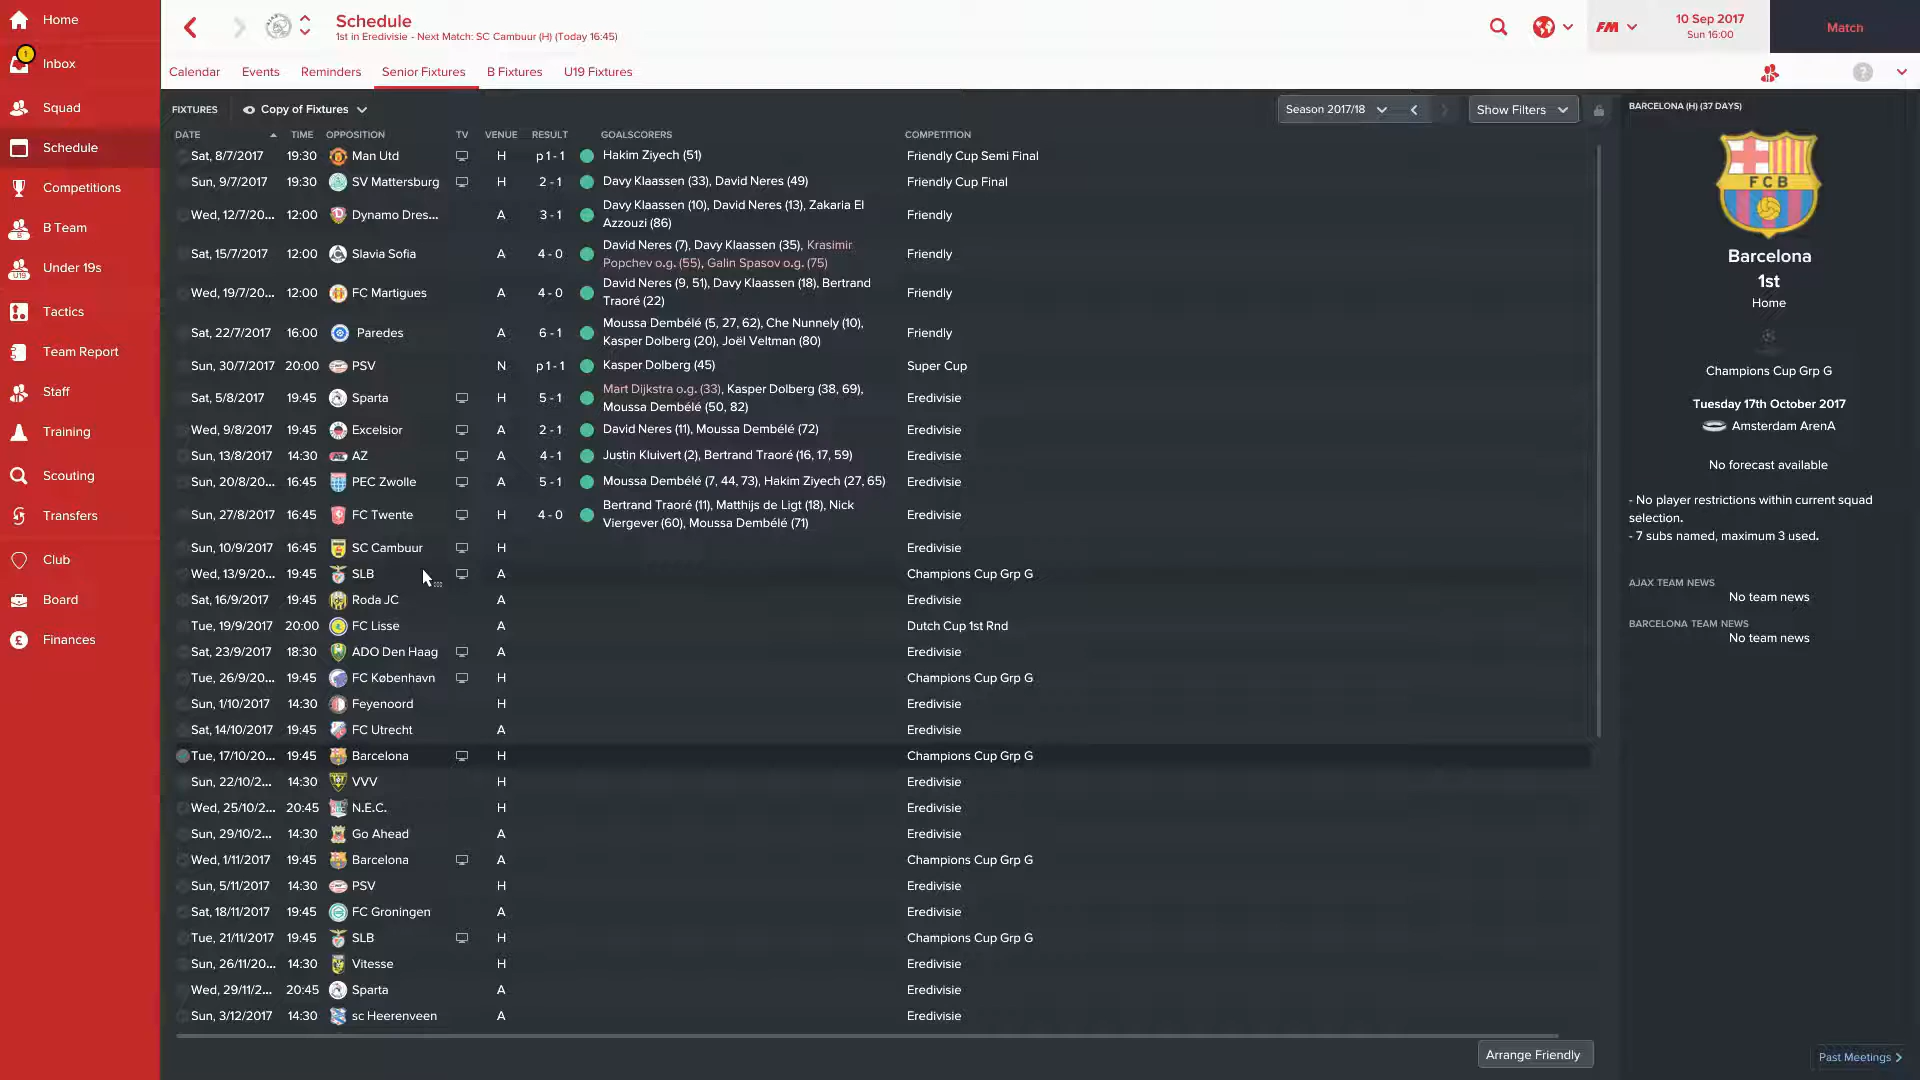 Home
1
Inbox
Squad
Schedule
Competitions
B Team
Under 19s
Tactics
Team Report
Staff
Training
Scouting
Transfers
Club
Board
Finances
Schedule
1st in Eredivisie - Next Match: SC Cambuur (H) (Today 16:45)
FM
10 Sep 2017
Sun 16:00
Match
Calendar Events Reminders Senior Fixtures B Fixtures U19 Fixtures
FIXTURES Copy of Fixtures Season 2017/18 Show Filters
DATE TIME OPPOSITION TV VENUE RESULT GOALSCORERS COMPETITION
Sat, 8/7/2017 19:30 Man Utd H p 1 - 1 Hakim Ziyech (51) Friendly Cup Semi Final
Sun, 9/7/2017 19:30 SV Mattersburg H 2 - 1 Davy Klaassen (33), David Neres (49) Friendly Cup Final
Wed, 12/7/20... 12:00 Dynamo Dres... A 3 - 1 Davy Klaassen (10), David Neres (13), Zakaria El
Azzouzi (86) Friendly
Sat, 15/7/2017 12:00 Slavia Sofia A 4 - 0 David Neres (7), Davy Klaassen (35), Krasimir
Popchev o.g. (55), Galin Spasov o.g. (75) Friendly
Wed, 19/7/20... 12:00 FC Martigues A 4 - 0 David Neres (9, 51), Davy Klaassen (18), Bertrand
Traoré (22) Friendly
Sat, 22/7/2017 16:00 Paredes A 6 - 1 Moussa Dembélé (5, 27, 62), Che Nunnely (10),
Kasper Dolberg (20), Joël Veltman (80) Friendly
Sun, 30/7/2017 20:00 PSV N p 1 - 1 Kasper Dolberg (45) Super Cup
Sat, 5/8/2017 19:45 Sparta H 5 - 1 Mart Dijkstra o.g. (33), Kasper Dolberg (38, 69),
Moussa Dembélé (50, 82) Eredivisie
Wed, 9/8/2017 19:45 Excelsior A 2 - 1 David Neres (11), Moussa Dembélé (72) Eredivisie
Sun, 13/8/2017 14:30 AZ A 4 - 1 Justin Kluivert (2), Bertrand Traoré (16, 17, 59) Eredivisie
Sun, 20/8/20... 16:45 PEC Zwolle A 5 - 1 Moussa Dembélé (7, 44, 73), Hakim Ziyech (27, 65) Eredivisie
Sun, 27/8/2017 16:45 FC Twente H 4 - 0 Bertrand Traoré (11), Matthijs de Ligt (18), Nick
Viergever (60), Moussa Dembélé (71) Eredivisie
Sun, 10/9/2017 16:45 SC Cambuur H Eredivisie
Wed, 13/9/20... 19:45 SLB A Champions Cup Grp G
Sat, 16/9/2017 19:45 Roda JC A Eredivisie
Tue, 19/9/2017 20:00 FC Lisse A Dutch Cup 1st Rnd
Sat, 23/9/2017 18:30 ADO Den Haag A Eredivisie
Tue, 26/9/20... 19:45 FC København H Champions Cup Grp G
Sun, 1/10/2017 14:30 Feyenoord H Eredivisie
Sat, 14/10/2017 19:45 FC Utrecht A Eredivisie
Tue, 17/10/20... 19:45 Barcelona H Champions Cup Grp G
Sun, 22/10/2... 14:30 VVV H Eredivisie
Wed, 25/10/2... 20:45 N.E.C. H Eredivisie
Sun, 29/10/2... 14:30 Go Ahead A Eredivisie
Wed, 1/11/2017 19:45 Barcelona A Champions Cup Grp G
Sun, 5/11/2017 14:30 PSV H Eredivisie
Sat, 18/11/2017 19:45 FC Groningen A Eredivisie
Tue, 21/11/2017 19:45 SLB H Champions Cup Grp G
Sun, 26/11/20... 14:30 Vitesse H Eredivisie
Wed, 29/11/2... 20:45 Sparta A Eredivisie
Sun, 3/12/2017 14:30 sc Heerenveen A Eredivisie
Arrange Friendly
BARCELONA (H) (37 DAYS)
FCB
Barcelona
1st
Home
Champions Cup Grp G
Tuesday 17th October 2017
Amsterdam ArenA
No forecast available
- No player restrictions within current squad
selection.
- 7 subs named, maximum 3 used.
AJAX TEAM NEWS
No team news
BARCELONA TEAM NEWS
No team news
Past Meetings